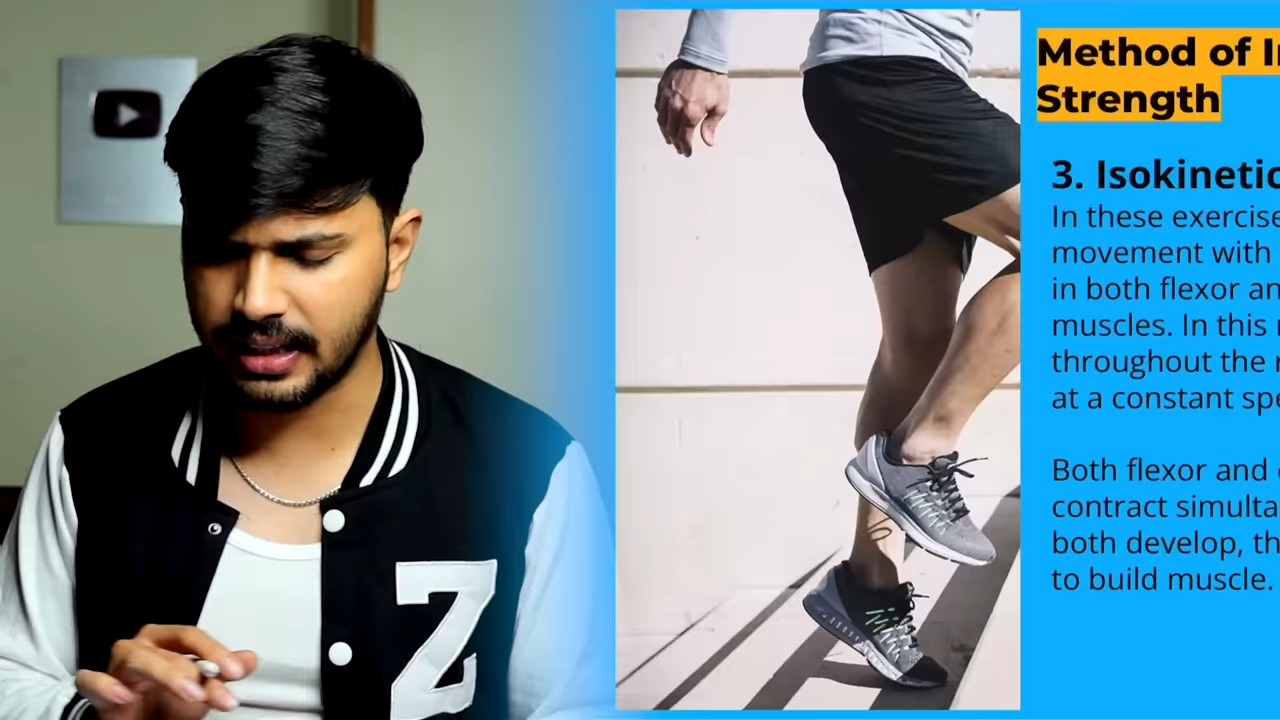 Z
Method of
Strength
3. Isokinetic
In these exercise
movement with
in both flexor an
muscles. In this
throughout the
at a constant spe
Both flexor and
contract simulta
both develop, th
to build muscle.